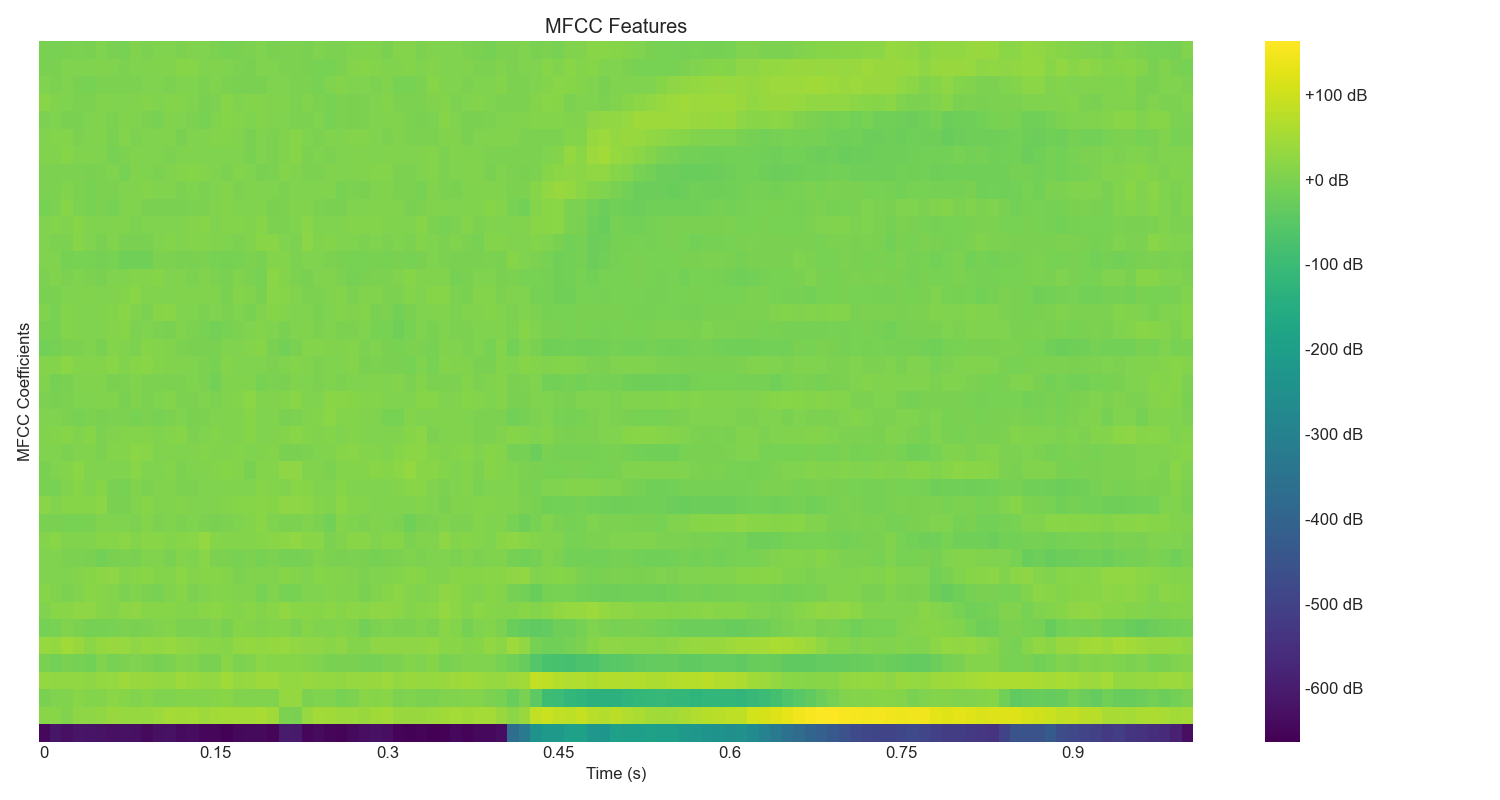 MFCC Features
+100 dB
+0 dB
-100 dB
-200 dB
-300 dB
-400 dB
-500 dB
-600 dB
MFCC Coefficients
0 0.15 0.3 0.45 0.6 0.75 0.9
Time (s)